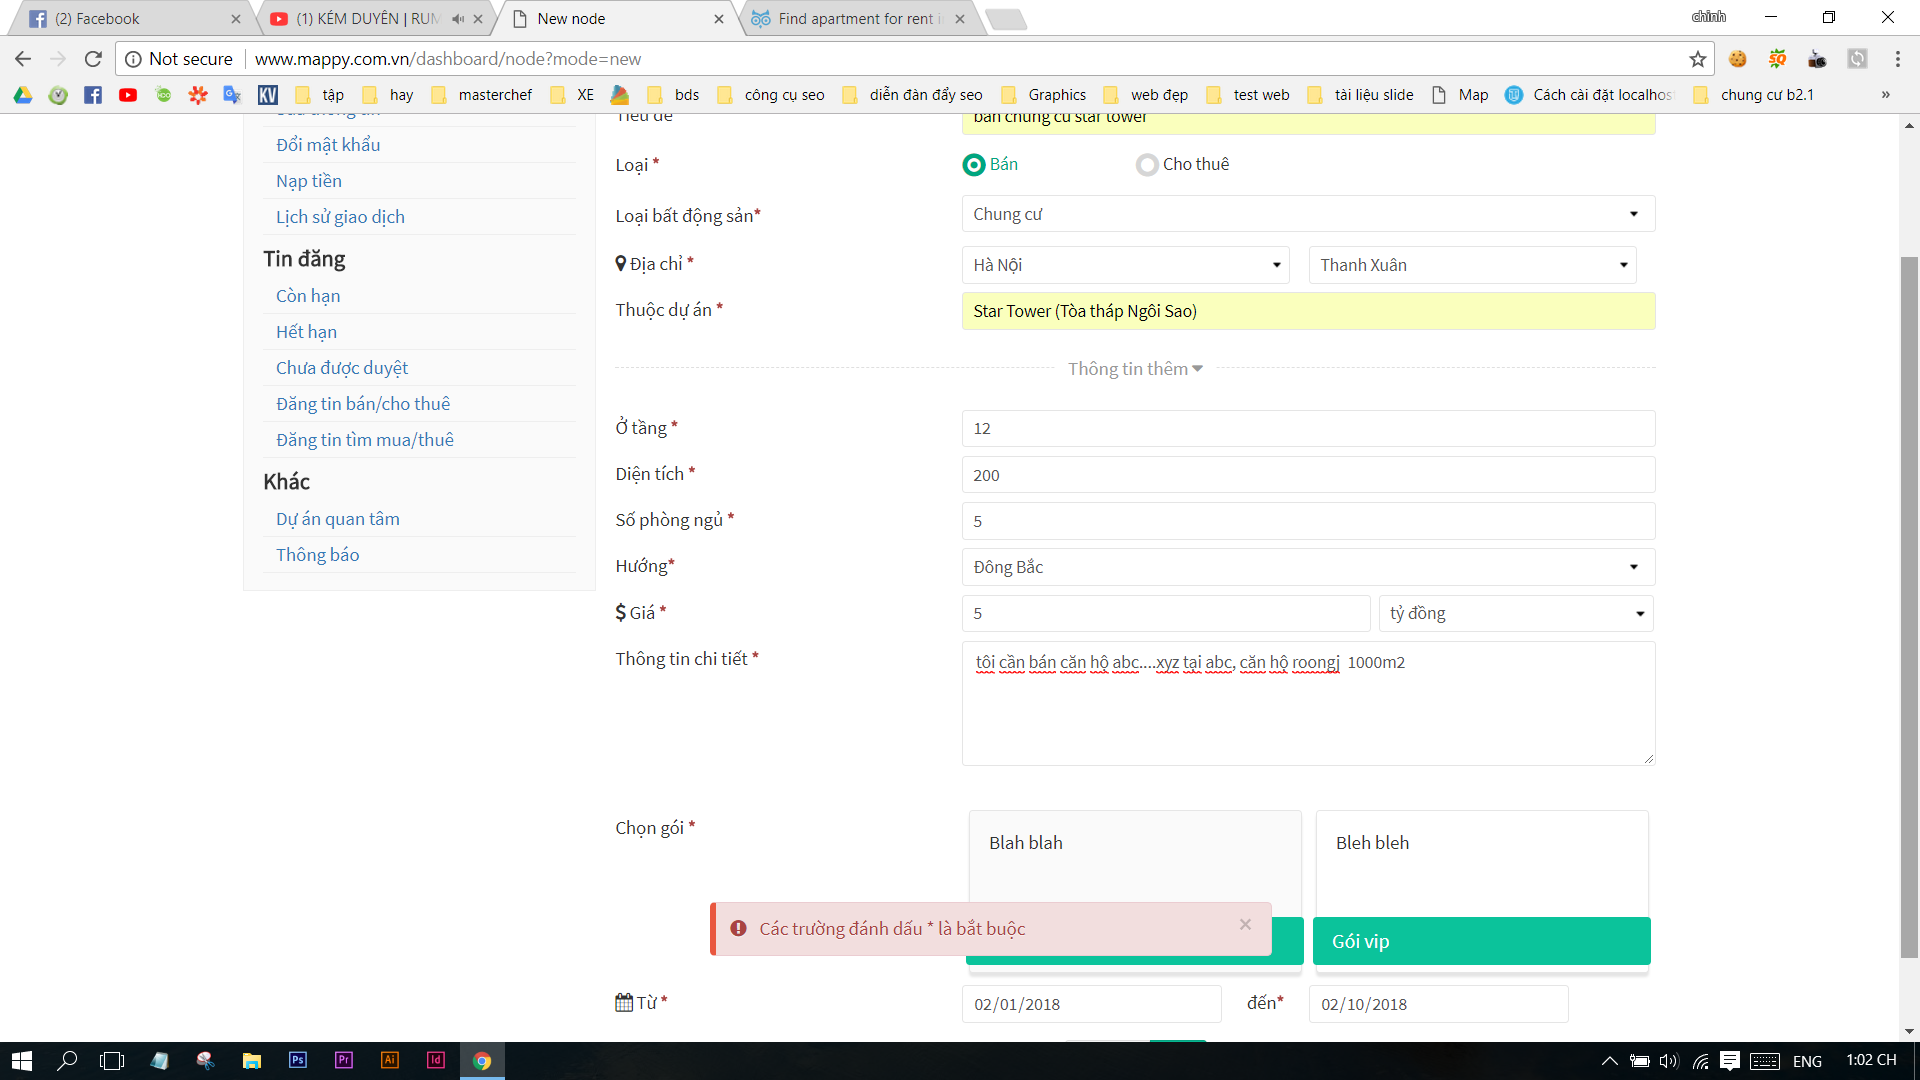 (2) Facebook
(1) KÉM DUYÊN | RUM
New node
Find apartment for rent i
chinh
Not secure
www.mappy.com.vn/dashboard/node?mode=new
tập
hay
masterchef
XE
bds
công cụ seo
diễn đàn đẩy seo
Graphics
web đẹp
test web
tài liệu slide
Map
Cách cài đặt localhos
chung cư b2.1
»
Đổi mật khẩu
Nạp tiền
Lịch sử giao dịch
Tin đăng
Còn hạn
Hết hạn
Chưa được duyệt
Đăng tin bán/cho thuê
Đăng tin tìm mua/thuê
Khác
Dự án quan tâm
Thông báo
Tiêu đề
bán chung cư star tower
Loại *
Bán
Cho thuê
Loại bất động sản*
Chung cư
Địa chỉ *
Hà Nội
Thanh Xuân
Thuộc dự án *
Star Tower (Tòa tháp Ngôi Sao)
Thông tin thêm
Ở tầng *
12
Diện tích *
200
Số phòng ngủ *
5
Hướng*
Đông Bắc
$ Giá *
5
tỷ đồng
Thông tin chi tiết *
tôi cần bán căn hộ abc....xyz tại abc, căn hộ roongj 1000m2
Chọn gói *
Blah blah
Bleh bleh
Các trường đánh dấu * là bắt buộc
×
Gói vip
Từ *
02/01/2018
đến*
02/10/2018
ENG
1:02 CH